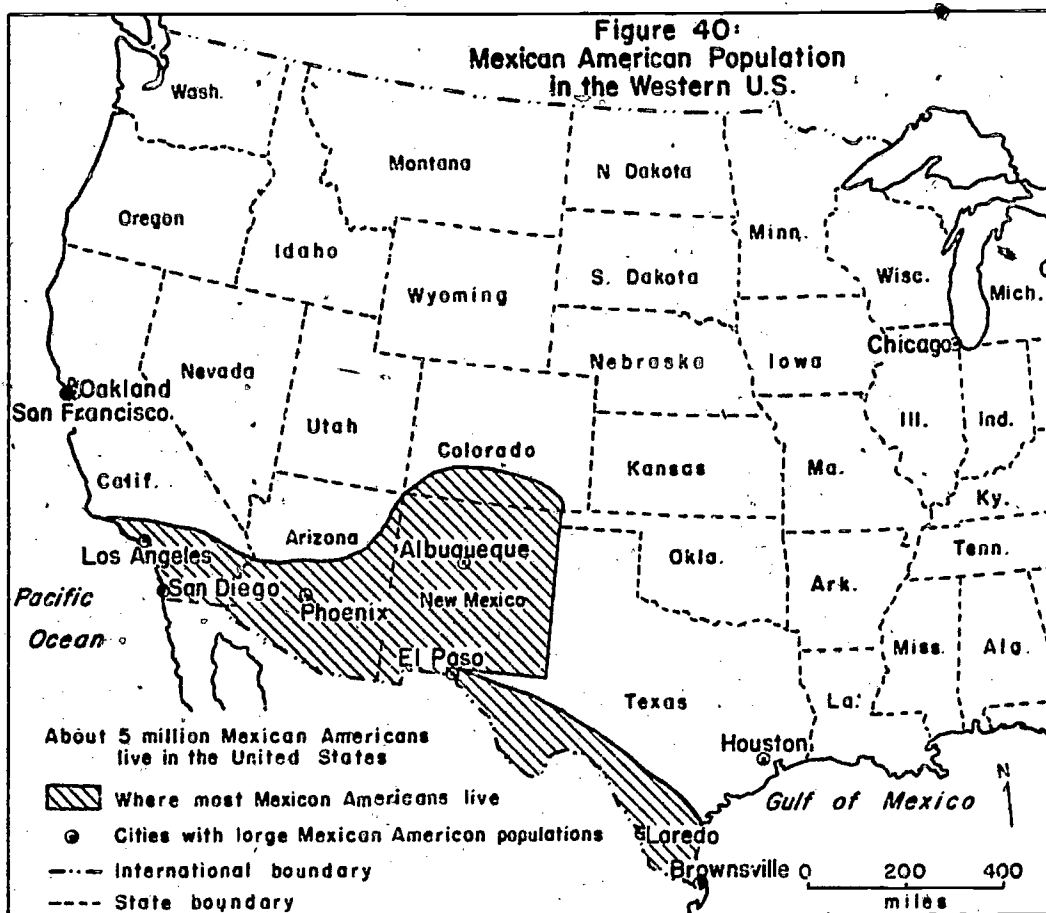 Figure 40:
Mexican American Population
in the Western U.S.
Wash.
Montana
N Dakota
Minn.
Oregon
Idaho
Wyoming
S. Dakota
Wisc.
Mich.
Nevada
Utah
Nebraska
Iowa
Chicago
Oakland
San Francisco.
Colorado
Kansas
Ma.
Ill.
Ind.
Calif.
Ky.
Arizona
Albuqueque
Okla.
Tenn.
Los Angeles
San Diego
Phoenix
New Mexico
Ark.
Pacific
Ocean
El Paso
Miss.
Ala.
Texas
La.
Houston
Gulf of Mexico
N
Laredo
Brownsville
About 5 million Mexican Americans
live in the United States
Where most Mexicon Americans live
Cities with lorge Mexican American populations
International boundary
State boundary
0 200 400
miles